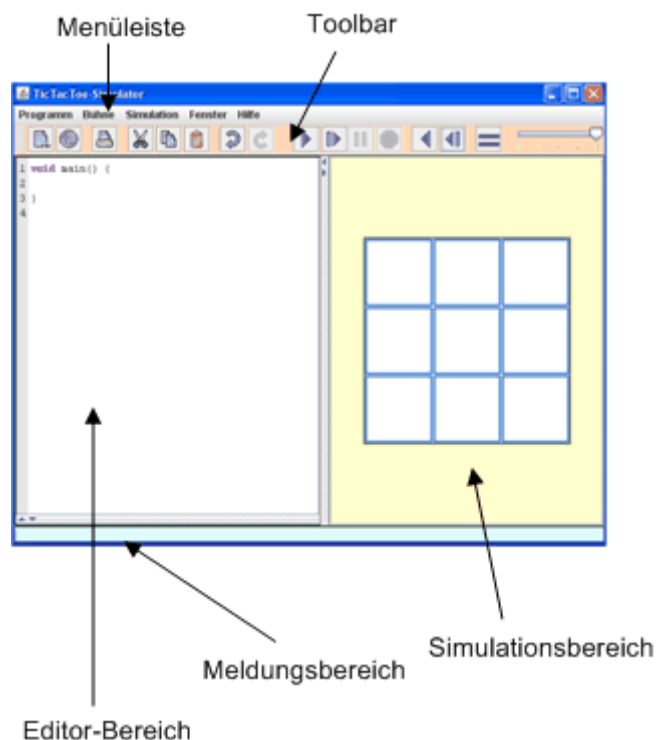 Menüleiste
Toolbar
TicTacToe-Simulator
Programm Bühne Simulation Fenster Hilfe
1 void main() {
2
3 }
4
Simulationsbereich
Meldungsbereich
Editor-Bereich